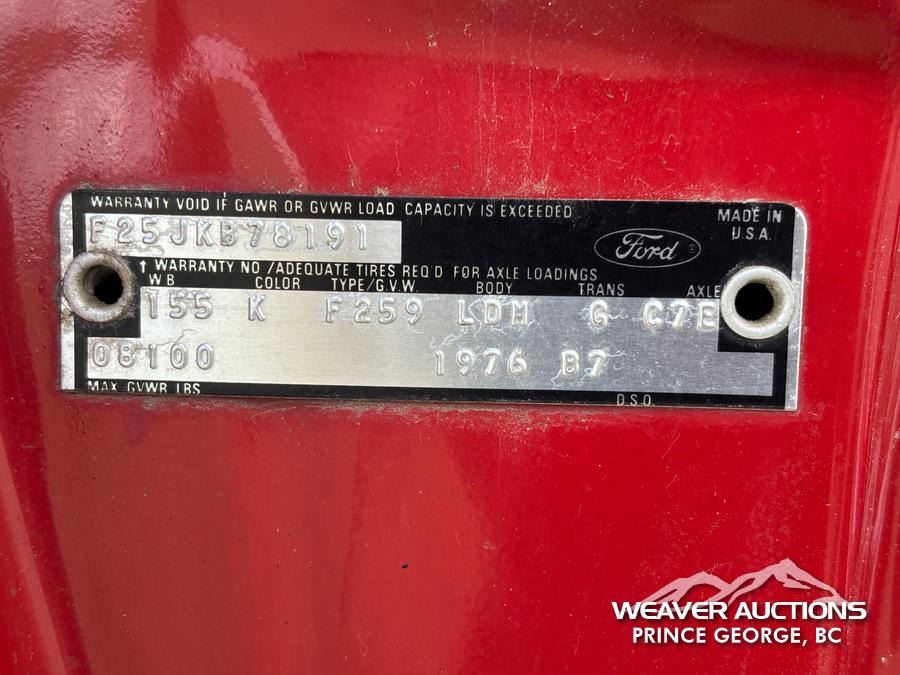 WARRANTY VOID IF GAWR OR GVWR LOAD CAPACITY IS EXCEEDED
MADE IN
U.S.A.
F25JKB78191
Ford
↑ WARRANTY NO / ADEQUATE TIRES REQ'D FOR AXLE LOADINGS
WB COLOR TYPE/G.V.W. BODY TRANS AXLE
155 K F259 LDM G C7E
08100 1976 B7
MAX. GVWR LBS D.S.O.
WEAVER AUCTIONS
PRINCE GEORGE, BC